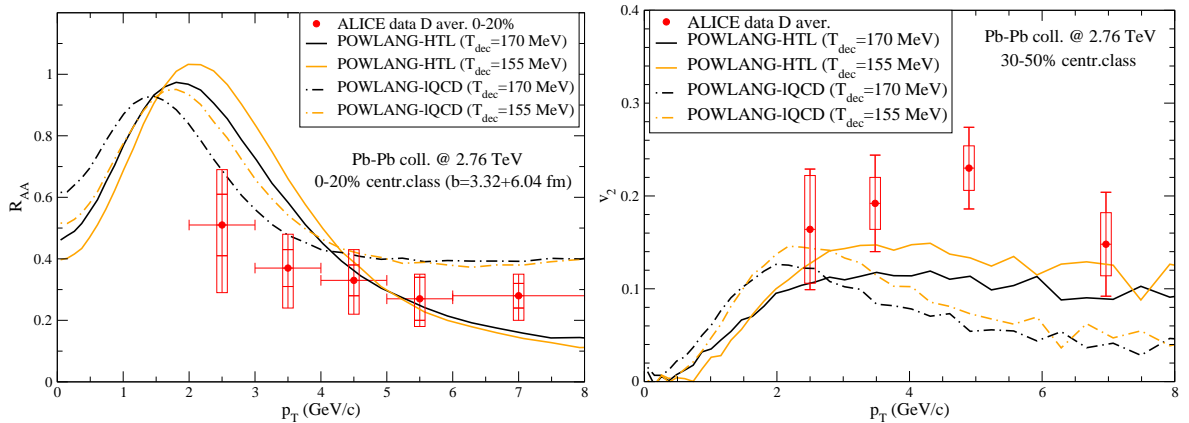 ALICE data D aver. 0-20%
POWLANG-HTL (T_dec=170 MeV)
POWLANG-HTL (T_dec=155 MeV)
POWLANG-lQCD (T_dec=170 MeV)
POWLANG-lQCD (T_dec=155 MeV)
Pb-Pb coll. @ 2.76 TeV
0-20% centr.class (b=3.32+6.04 fm)
R_AA
1
0.8
0.6
0.4
0.2
0
0 1 2 3 4 5 6 7 8
p_T (GeV/c)
ALICE data D aver.
POWLANG-HTL (T_dec=170 MeV)
POWLANG-HTL (T_dec=155 MeV)
POWLANG-lQCD (T_dec=170 MeV)
POWLANG-lQCD (T_dec=155 MeV)
Pb-Pb coll. @ 2.76 TeV
30-50% centr.class
v_2
0.4
0.3
0.2
0.1
0
0 2 4 6 8
p_T (GeV/c)